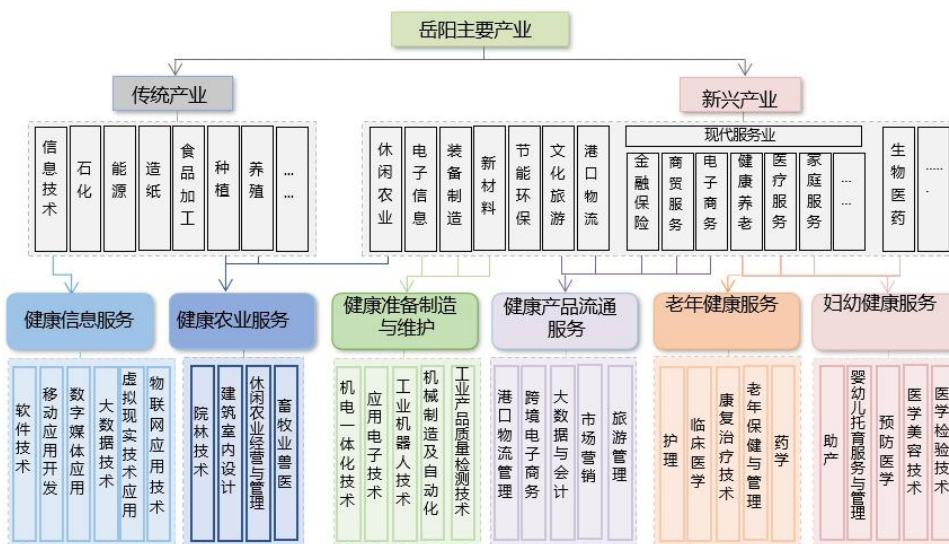 岳阳主要产业
传统产业
新兴产业
信息技术
石化
能源
造纸
食品加工
种植
养殖
......
休闲农业
电子信息
装备制造
新材料
节能环保
文化旅游
港口物流
现代服务业
金融保险
商贸服务
电子商务
健康养老
医疗服务
家庭服务
......
生物医药
......
健康信息服务
健康农业服务
健康准备制造
与维护
健康产品流通
服务
老年健康服务
妇幼健康服务
软件技术
移动应用开发
数字媒体应用
大数据技术
虚拟现实技术应用
物联网应用技术
院林技术
建筑室内设计
休闲农业经营与管理
畜牧业兽医
机电一体化技术
应用电子技术
工业机器人技术
机械制造及自动化
工业产品质量检测技术
港口物流管理
跨境电子商务
大数据与会计
市场营销
旅游管理
护理
临床医学
康复治疗技术
老年保健与管理
药学
助产
婴幼儿托育服务与管理
预防医学
医学美容技术
医学检验技术